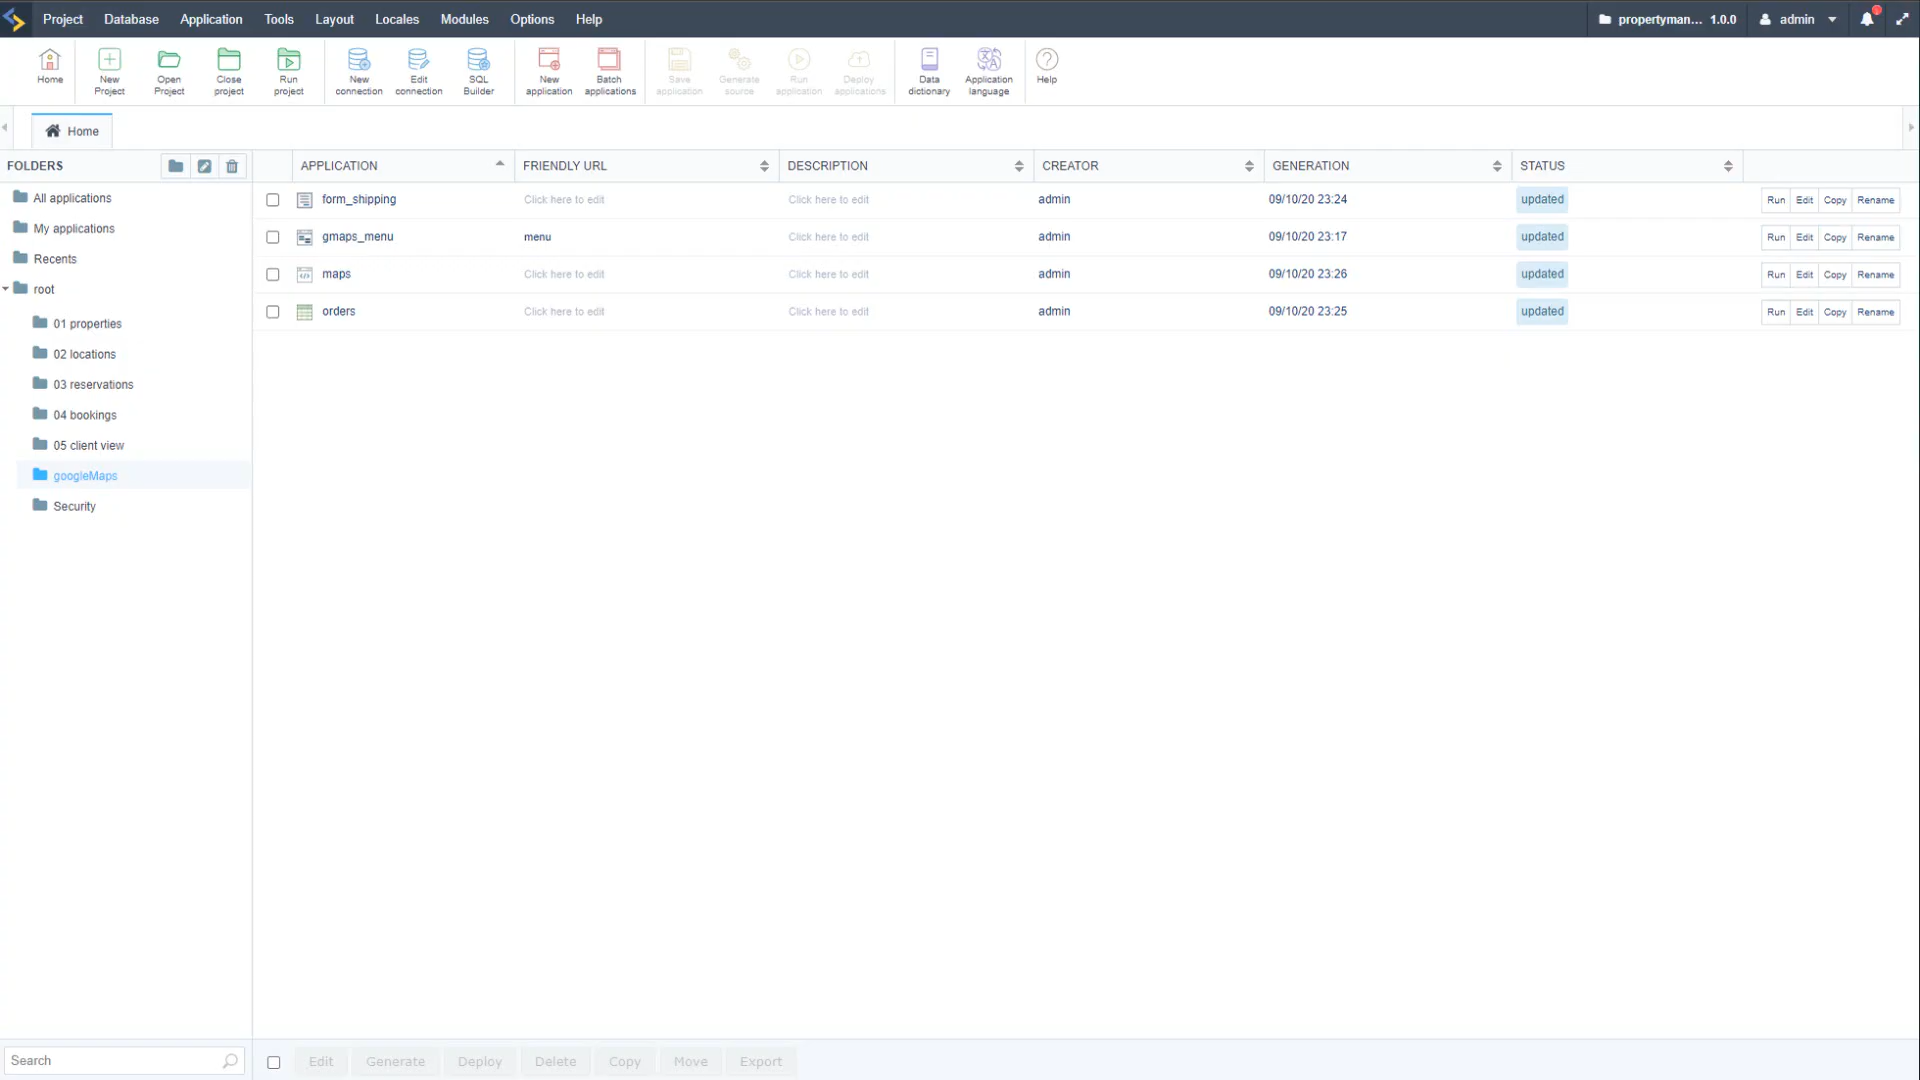 Project Database Application Tools Layout Locales Modules Options Help propertyman... 1.0.0 admin
Home New Project Open Project Close project Run project New connection Edit connection SQL Builder New application Batch applications Save application Generate source Run application Deploy applications Data dictionary Application language Help
Home
FOLDERS APPLICATION FRIENDLY URL DESCRIPTION CREATOR GENERATION STATUS
All applications
My applications
Recents
root
01 properties
02 locations
03 reservations
04 bookings
05 client view
googleMaps
Security
form_shipping Click here to edit Click here to edit admin 09/10/20 23:24 updated Run Edit Copy Rename
gmaps_menu menu Click here to edit admin 09/10/20 23:17 updated Run Edit Copy Rename
maps Click here to edit Click here to edit admin 09/10/20 23:26 updated Run Edit Copy Rename
orders Click here to edit Click here to edit admin 09/10/20 23:25 updated Run Edit Copy Rename
Search Edit Generate Deploy Delete Copy Move Export